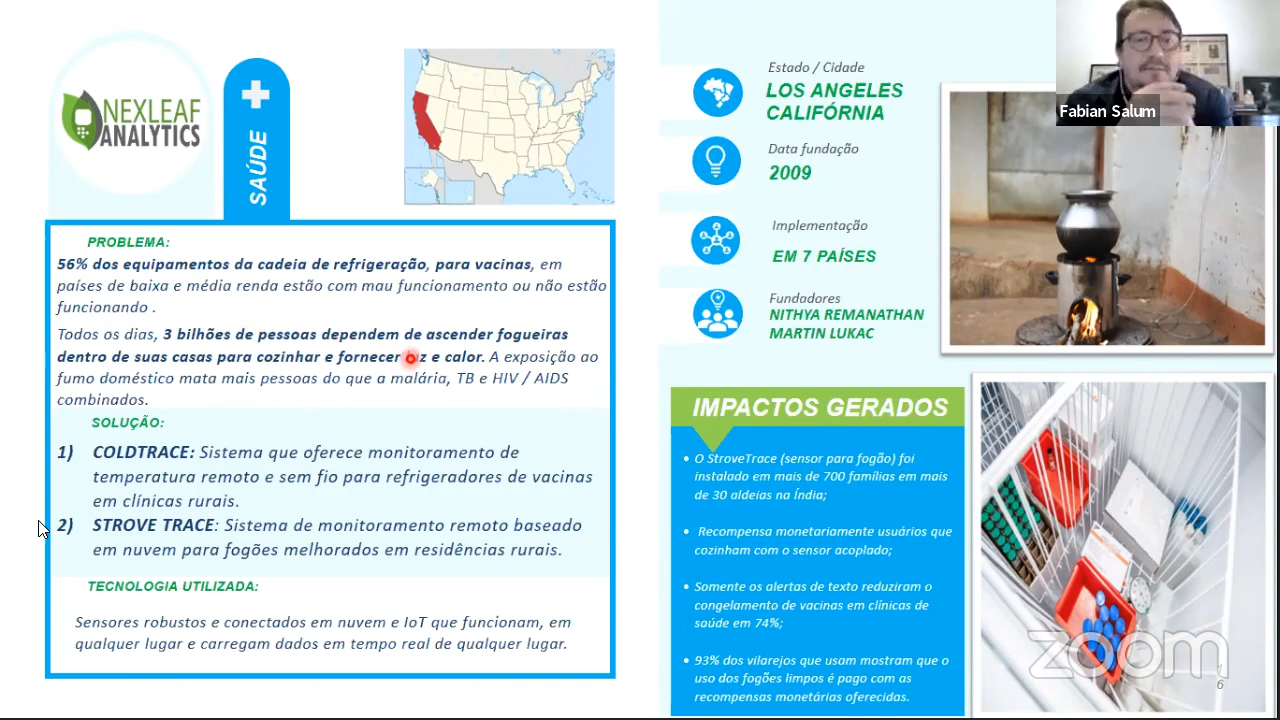 NEXLEAF
ANALYTICS
SAÚDE
PROBLEMA:
56% dos equipamentos da cadeia de refrigeração, para vacinas, em
países de baixa e média renda estão com mau funcionamento ou não estão
funcionando .
Todos os dias, 3 bilhões de pessoas dependem de ascender fogueiras
dentro de suas casas para cozinhar e fornecer z e calor. A exposição ao
fumo doméstico mata mais pessoas do que a malária, TB e HIV / AIDS
combinados.
SOLUÇÃO:
1) COLDTRACE: Sistema que oferece monitoramento de
temperatura remoto e sem fio para refrigeradores de vacinas
em clínicas rurais.
2) STROVE TRACE: Sistema de monitoramento remoto baseado
em nuvem para fogões melhorados em residências rurais.
TECNOLOGIA UTILIZADA:
Sensores robustos e conectados em nuvem e IoT que funcionam, em
qualquer lugar e carregam dados em tempo real de qualquer lugar.
Estado / Cidade
LOS ANGELES
CALIFÓRNIA
Data fundação
2009
Implementação
EM 7 PAÍSES
Fundadores
NITHYA REMANATHAN
MARTIN LUKAC
IMPACTOS GERADOS
• O StroveTrace (sensor para fogão) foi
instalado em mais de 700 famílias em mais
de 30 aldeias na Índia;
• Recompensa monetariamente usuários que
cozinham com o sensor acoplado;
• Somente os alertas de texto reduziram o
congelamento de vacinas em clínicas de
saúde em 74%;
• 93% dos vilarejos que usam mostram que o
uso dos fogões limpos é pago com as
recompensas monetárias oferecidas.
Fabian Salum
zoom
16